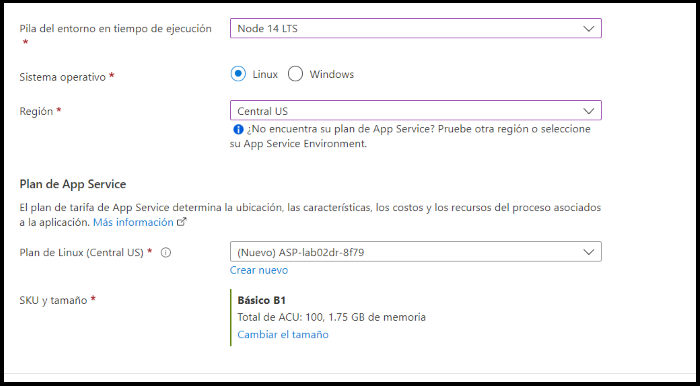 Pila del entorno en tiempo de ejecución * Node 14 LTS
Sistema operativo * Linux Windows
Región * Central US
¿No encuentra su plan de App Service? Pruebe otra región o seleccione
su App Service Environment.
Plan de App Service
El plan de tarifa de App Service determina la ubicación, las características, los costos y los recursos del proceso asociados
a la aplicación. Más información
Plan de Linux (Central US) * (Nuevo) ASP-lab02dr-8f79
Crear nuevo
SKU y tamaño * Básico B1
Total de ACU: 100, 1.75 GB de memoria
Cambiar el tamaño